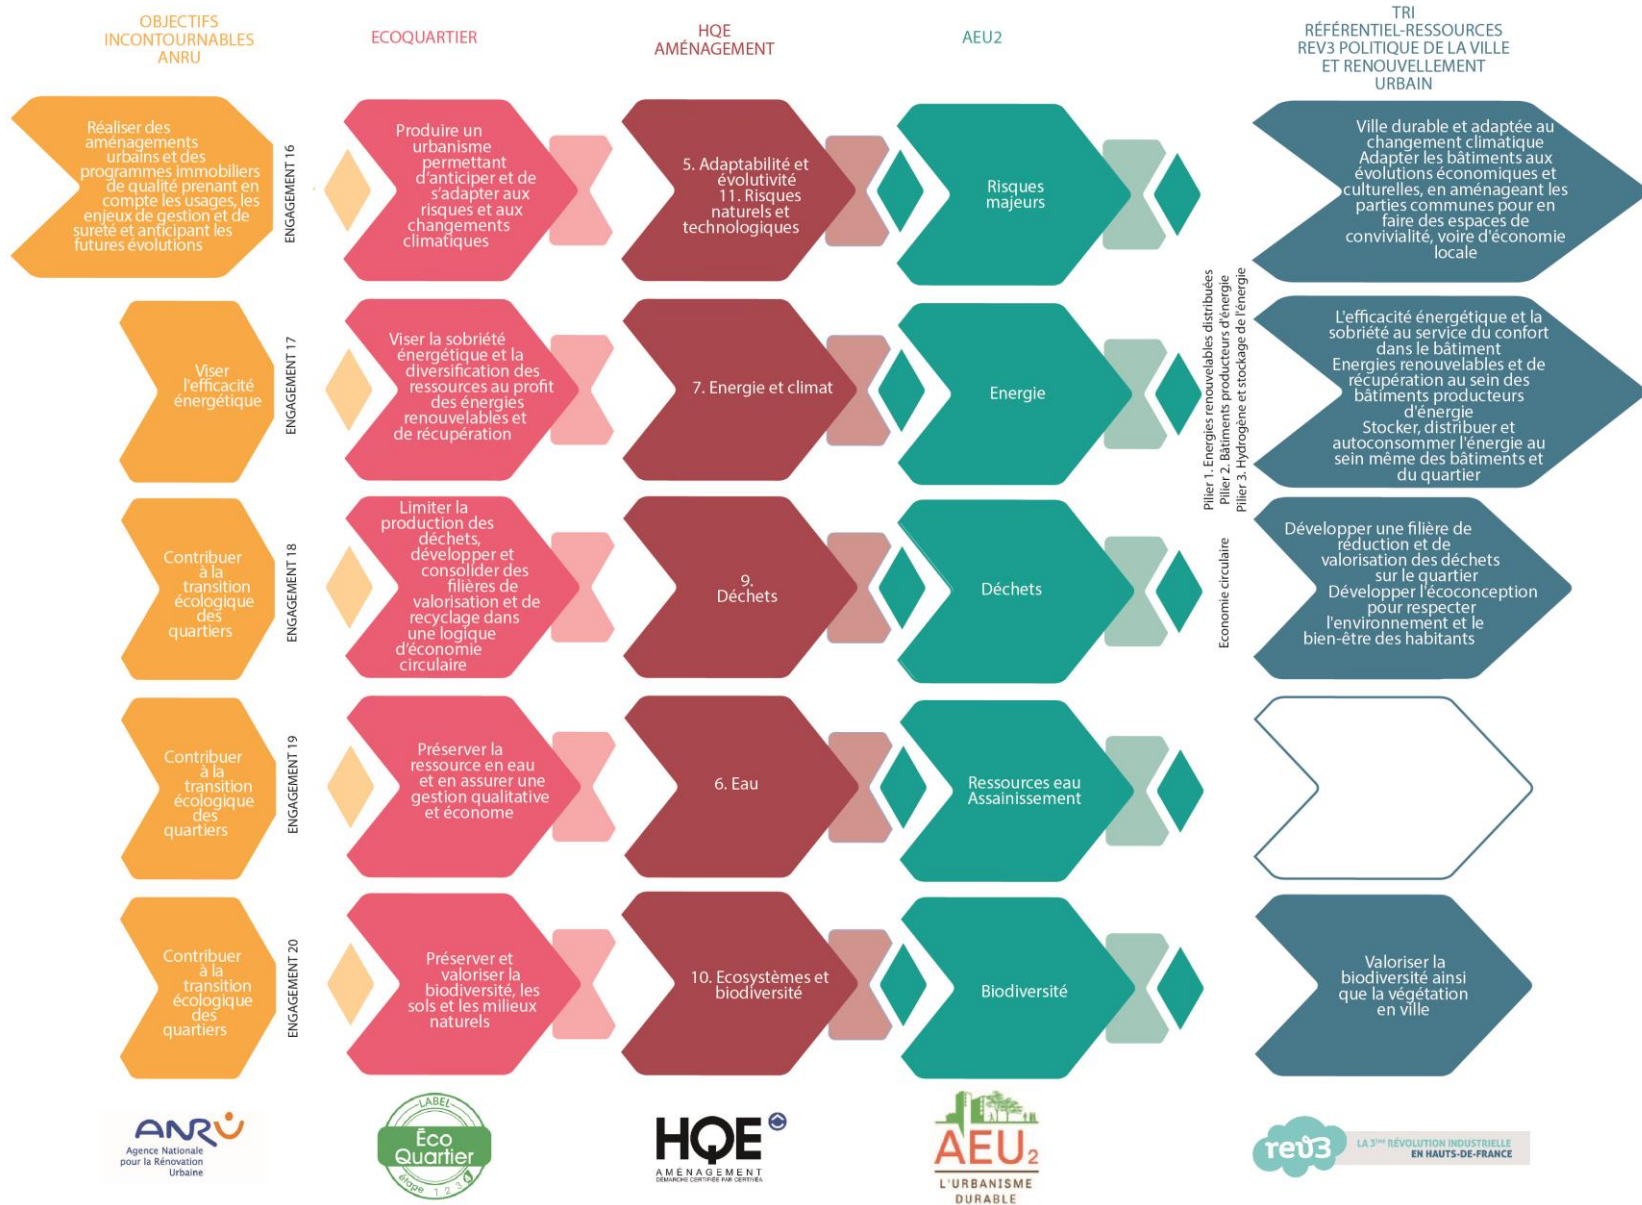 OBJECTIFS
INCONTOURNABLES
ANRU
ECOQUARTIER
HQE
AMÉNAGEMENT
AEU2
TRI
RÉFÉRENTIEL-RESSOURCES
REV3 POLITIQUE DE LA VILLE
ET RENOUVELLEMENT
URBAIN
Réaliser des
aménagements
urbains et des
programmes immobiliers
de qualité prenant en
compte les usages, les
enjeux de gestion et de
sureté et anticipant les
futures évolutions
ENGAGEMENT 16
Produire un
urbanisme
permettant
d'anticiper et de
s'adapter aux
risques et aux
changements
climatiques
5. Adaptabilité et
évolutivité
11. Risques
naturels et
technologiques
Risques
majeurs
Ville durable et adaptée au
changement climatique
Adapter les bâtiments aux
évolutions économiques et
culturelles, en aménageant les
parties communes pour en
faire des espaces de
convivialité, voire d'économie
locale
Viser
l'efficacité
énergétique
ENGAGEMENT 17
Viser la sobriété
énergétique et la
diversification des
ressources au profit
des énergies
renouvelables et
de récupération
7. Energie et climat
Energie
Pilier 1. Energies renouvelables distribuées
Pilier 2. Bâtiments producteurs d'énergie
Pilier 3. Hydrogène et stockage de l'énergie
L'efficacité énergétique et la
sobriété au service du confort
dans le bâtiment
Energies renouvelables et de
récupération au sein des
bâtiments producteurs
d'énergie
Stocker, distribuer et
autoconsommer l'énergie au
sein même des bâtiments et
du quartier
Contribuer
à la
transition
écologique
des
quartiers
ENGAGEMENT 18
Limiter la
production des
déchets,
développer et
consolider des
filières de
valorisation et de
recyclage dans
une logique
d'économie
circulaire
9.
Déchets
Déchets
Economie circulaire
Développer une filière de
réduction et de
valorisation des déchets
sur le quartier
Développer l'écoconception
pour respecter
l'environnement et le
bien-être des habitants
Contribuer
à la
transition
écologique
des
quartiers
ENGAGEMENT 19
Préserver la
ressource en eau
et en assurer une
gestion qualitative
et économe
6. Eau
Ressources eau
Assainissement
Contribuer
à la
transition
écologique
des
quartiers
ENGAGEMENT 20
Préserver et
valoriser la
biodiversité, les
sols et les milieux
naturels
10. Ecosystèmes et
biodiversité
Biodiversité
Valoriser la
biodiversité ainsi
que la végétation
en ville
ANRU
Agence Nationale
pour la Rénovation
Urbaine
LABEL
Éco
Quartier
étape 1 2 3 4
HQE
AMÉNAGEMENT
DÉMARCHE CERTIFIÉE PAR CERTIVÉA
AEU2
L'URBANISME
DURABLE
rev3
LA 3ÈME RÉVOLUTION INDUSTRIELLE
EN HAUTS-DE-FRANCE